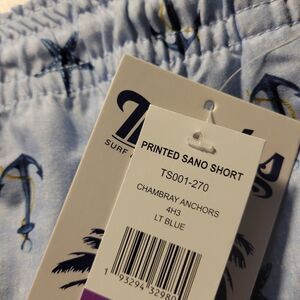 SURF
PRINTED SANO SHORT
TS001-270
CHAMBRAY ANCHORS
4H3
LT BLUE